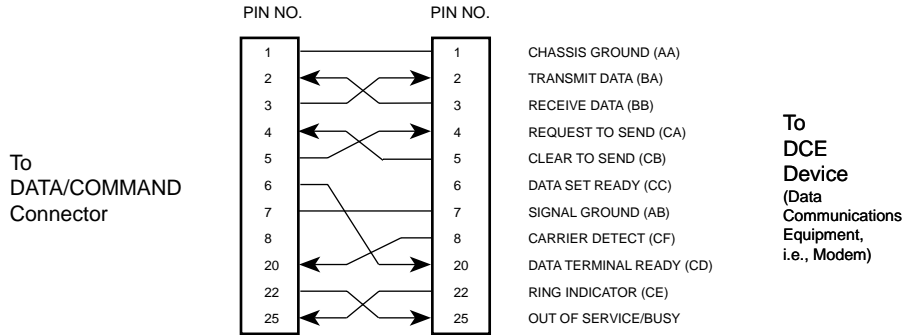 PIN NO. PIN NO.
1 1 CHASSIS GROUND (AA)
2 2 TRANSMIT DATA (BA)
3 3 RECEIVE DATA (BB)
4 4 REQUEST TO SEND (CA)
5 5 CLEAR TO SEND (CB)
6 6 DATA SET READY (CC)
7 7 SIGNAL GROUND (AB)
8 8 CARRIER DETECT (CF)
20 20 DATA TERMINAL READY (CD)
22 22 RING INDICATOR (CE)
25 25 OUT OF SERVICE/BUSY
To
DATA/COMMAND
Connector
To
DCE
Device
(Data
Communications
Equipment,
i.e., Modem)